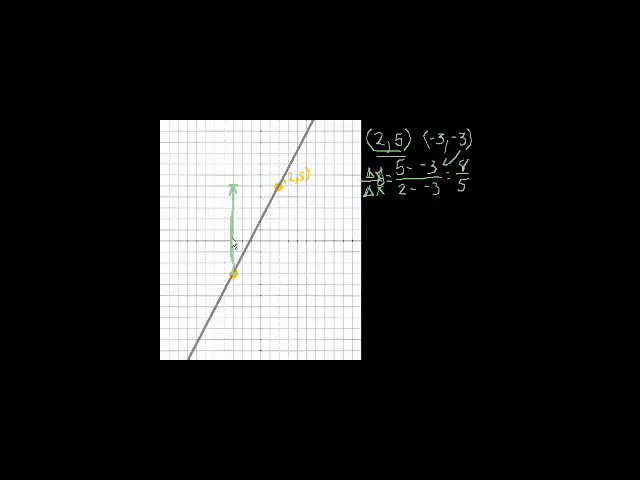 (2,5) (-3,-3)
Δy/Δx = 5--3/2--3 = 8/5
2,5)